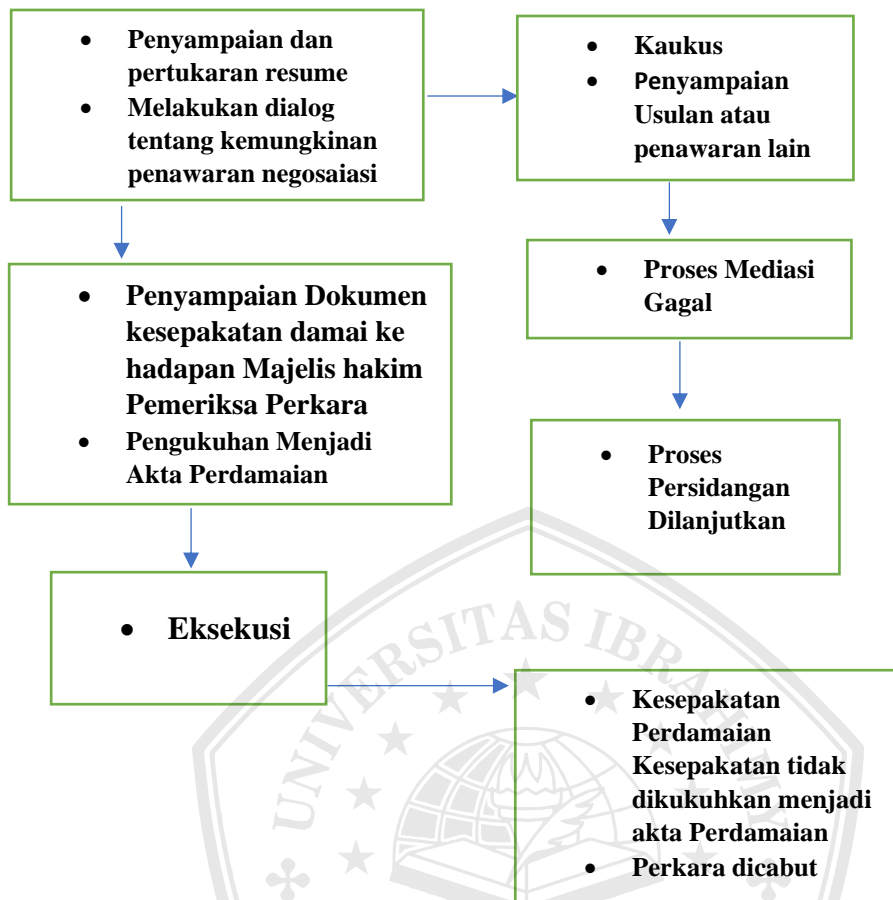 • Penyampaian dan
pertukaran resume
• Melakukan dialog
tentang kemungkinan
penawaran negosaiasi
• Kaukus
• Penyampaian
Usulan atau
penawaran lain
• Penyampaian Dokumen
kesepakatan damai ke
hadapan Majelis hakim
Pemeriksa Perkara
• Pengukuhan Menjadi
Akta Perdamaian
• Proses Mediasi
Gagal
• Proses
Persidangan
Dilanjutkan
• Eksekusi
• Kesepakatan
Perdamaian
Kesepakatan tidak
dikukuhkan menjadi
akta Perdamaian
• Perkara dicabut
UNIVERSITAS IBRAHIMY